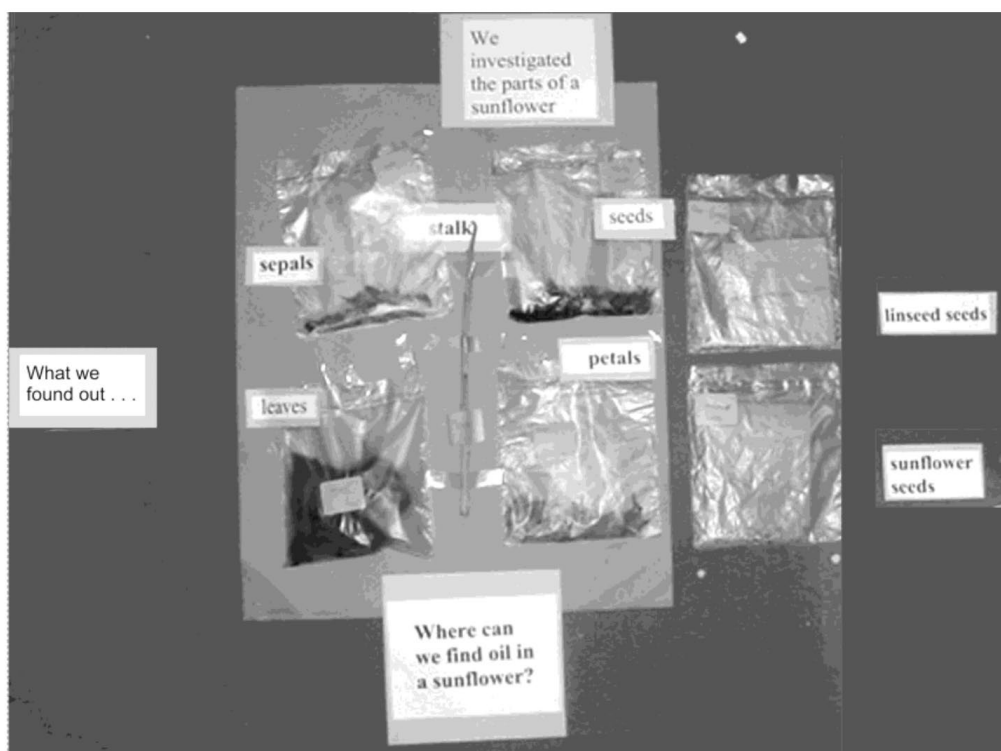 We
investigated
the parts of a
sunflower
stalk
seeds
sepals
linseed seeds
What we
found out . . .
petals
leaves
sunflower
seeds
Where can
we find oil in
a sunflower?